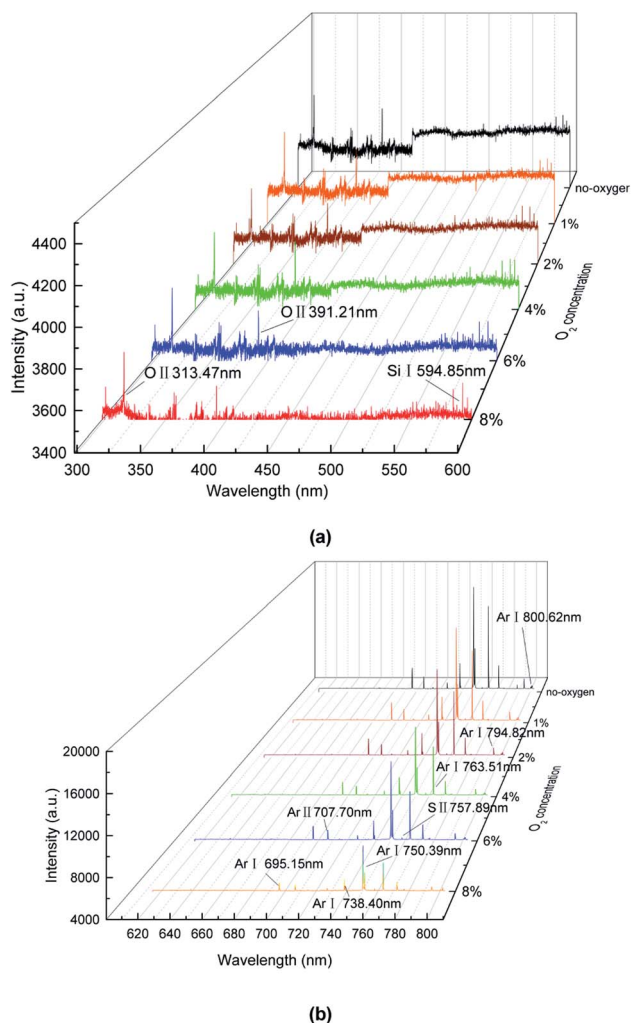 4400
4200
4000
3800
3600
3400
Intensity (a.u.)
300
350
400
450
500
550
600
Wavelength (nm)
no-oxyger
1%
2%
4%
6%
8%
O2 concentration
O II 391.21nm
O II 313.47nm
Si I 594.85nm
(a)
20000
16000
12000
8000
4000
Intensity (a.u.)
620
640
660
680
700
720
740
760
780
800
Wavelength (nm)
no-oxygen
1%
2%
4%
6%
8%
O2 concentration
Ar I 800.62nm
Ar I 794.82nm
Ar I 763.51nm
Ar II 707.70nm
S II 757.89nm
Ar I 750.39nm
Ar I 695.15nm
Ar I 738.40nm
(b)